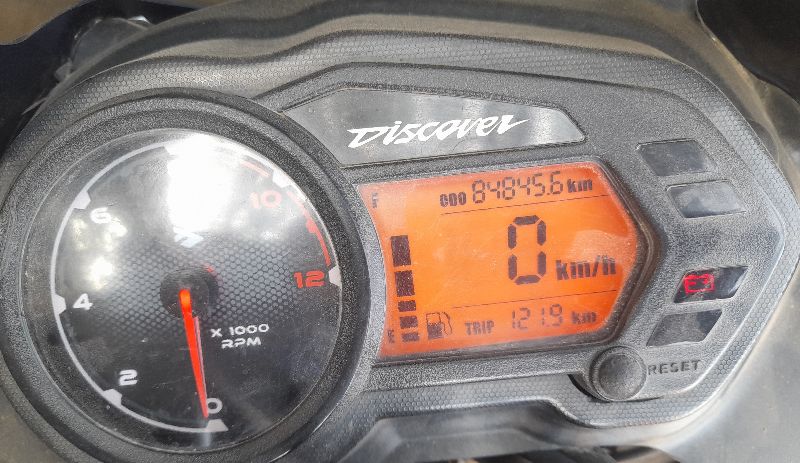 Discover
F
ODO 84845.6 km
0 km/h
E TRIP 121.9 km
RESET
6
4
2
0
10
12
X 1000
RPM